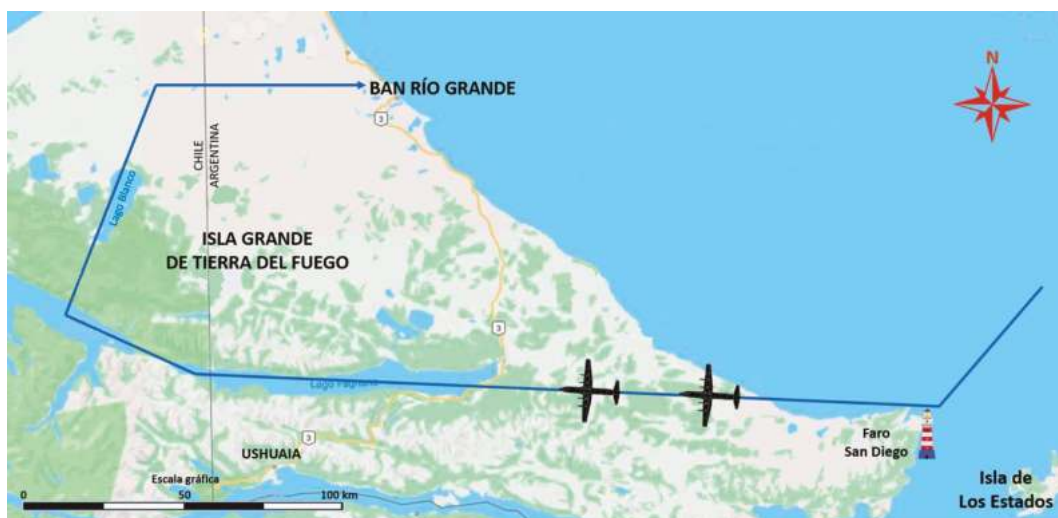 N
BAN RÍO GRANDE
3
CHILE
ARGENTINA
Lago Blanco
ISLA GRANDE
DE TIERRA DEL FUEGO
3
Lago Fagnano
Faro
San Diego
USHUAIA
3
Escala gráfica
0 50 100 km
Isla de
Los Estados